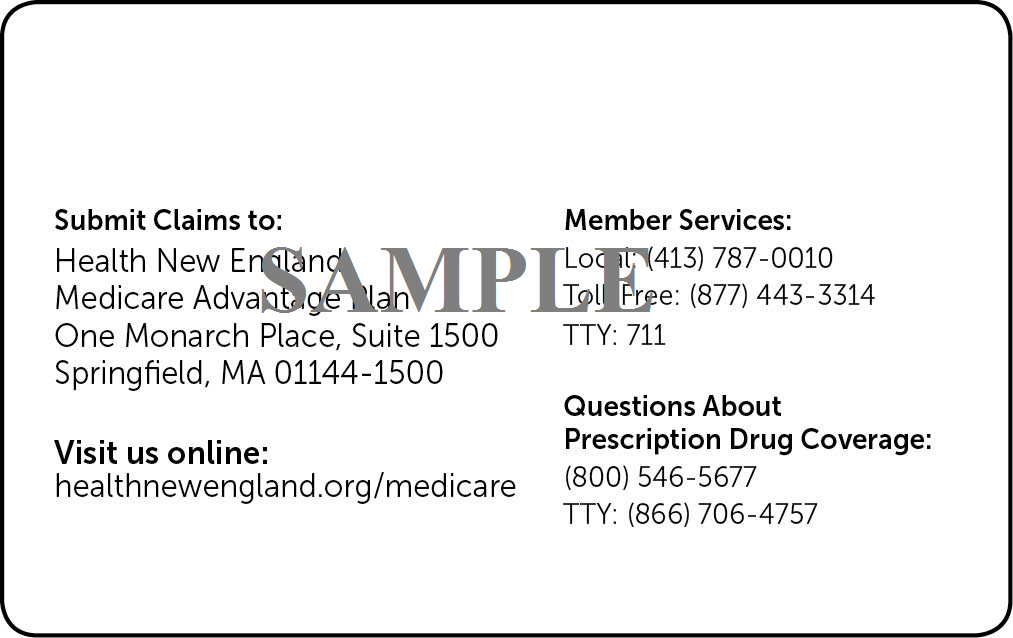 Submit Claims to:
Health New England
Medicare Advantage Plan
One Monarch Place, Suite 1500
Springfield, MA 01144-1500
Visit us online:
healthnewengland.org/medicare
SAMPLE
Member Services:
Local: (413) 787-0010
Toll Free: (877) 443-3314
TTY: 711
Questions About
Prescription Drug Coverage:
(800) 546-5677
TTY: (866) 706-4757